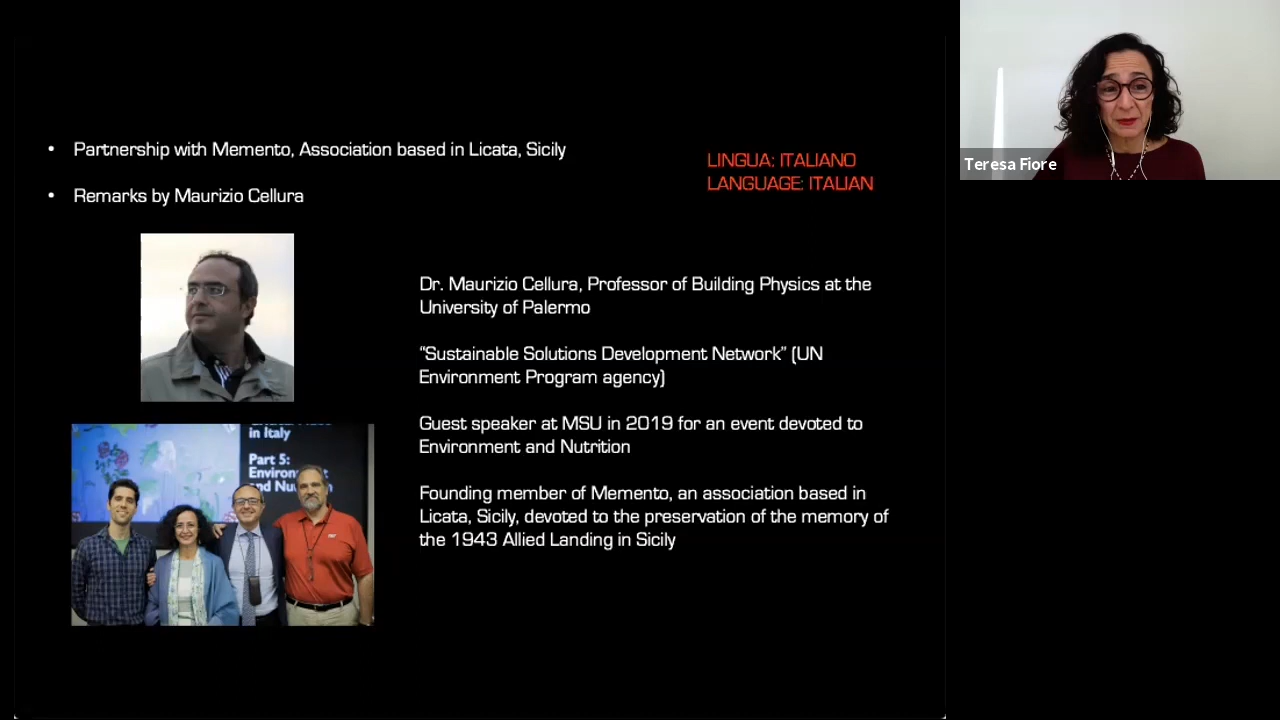 • Partnership with Memento, Association based in Licata, Sicily
• Remarks by Maurizio Cellura
LINGUA: ITALIANO
LANGUAGE: ITALIAN
Teresa Fiore
Dr. Maurizio Cellura, Professor of Building Physics at the
University of Palermo
“Sustainable Solutions Development Network” (UN
Environment Program agency)
Guest speaker at MSU in 2019 for an event devoted to
Environment and Nutrition
Founding member of Memento, an association based in
Licata, Sicily, devoted to the preservation of the memory of
the 1943 Allied Landing in Sicily
in Italy
Part 5: